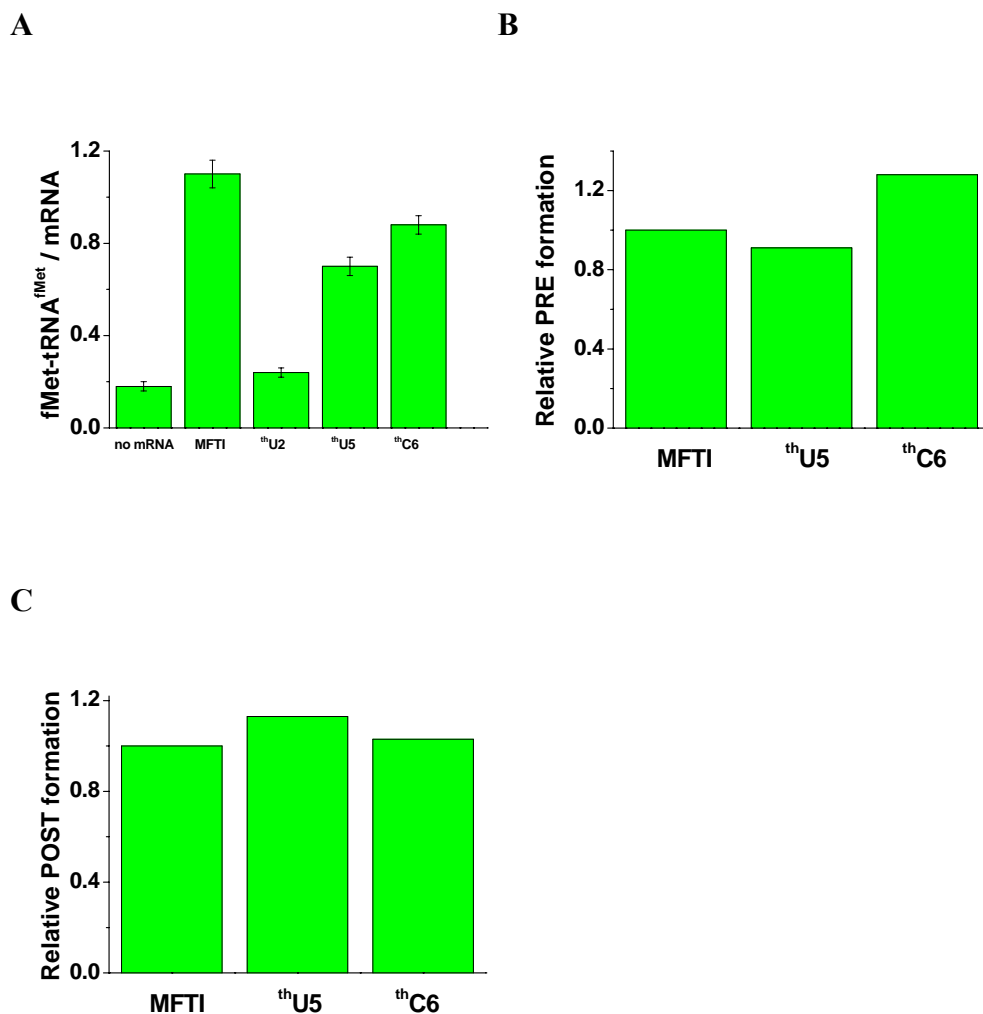 A
B
fMet-tRNA^fMet / mRNA
1.2
0.8
0.4
0.0
no mRNA MFTI ᵗʰU2 ᵗʰU5 ᵗʰC6
Relative PRE formation
1.2
0.8
0.4
0.0
MFTI ᵗʰU5 ᵗʰC6
C
Relative POST formation
1.2
0.8
0.4
0.0
MFTI ᵗʰU5 ᵗʰC6